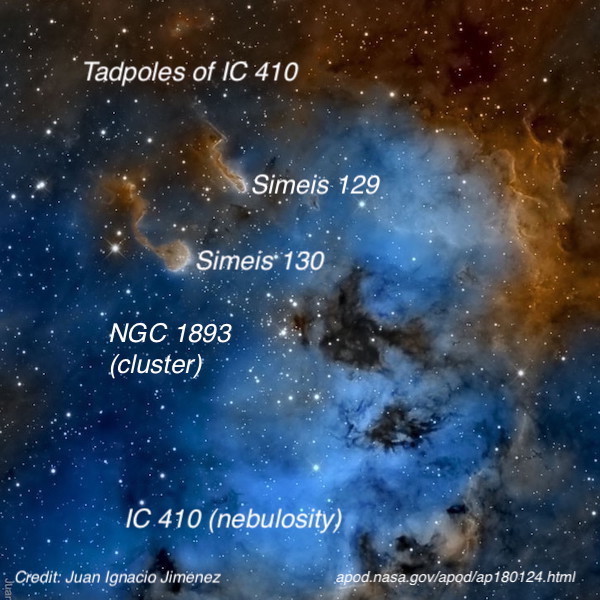 Tadpoles of IC 410
Simeis 129
Simeis 130
NGC 1893
(cluster)
IC 410 (nebulosity)
Credit: Juan Ignacio Jimenez
apod.nasa.gov/apod/ap180124.html
Juan